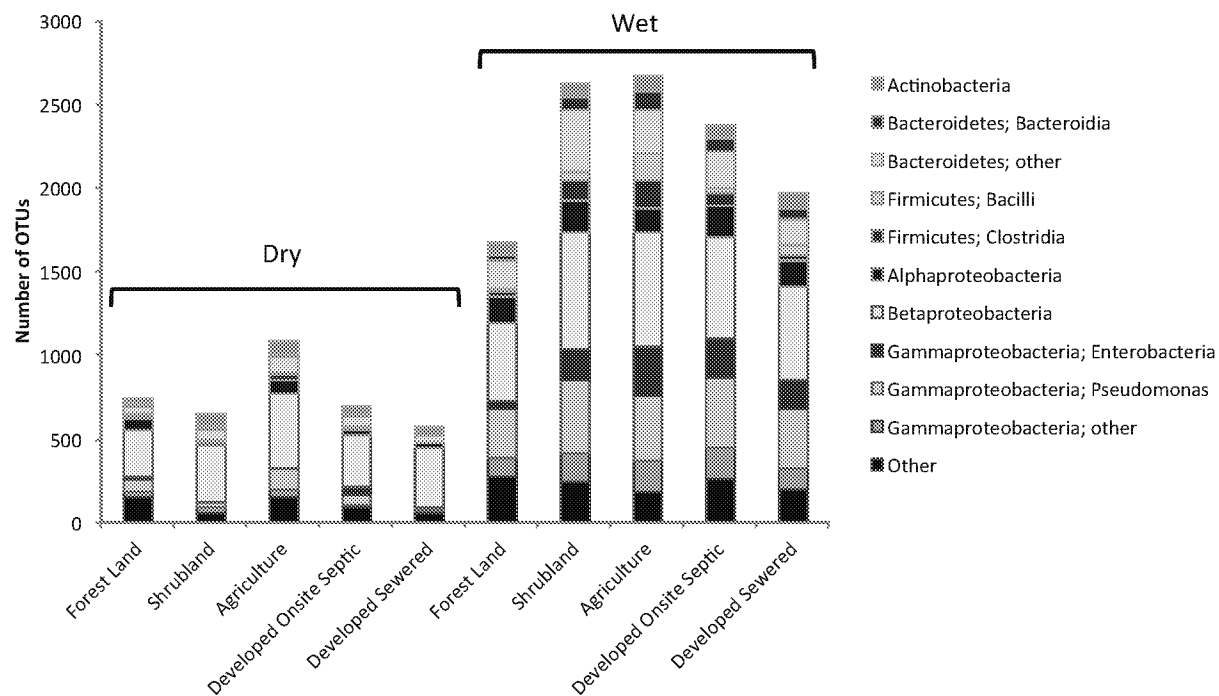 3000
2500
2000
1500
1000
500
0
Number of OTUs
Dry
Wet
Forest Land
Shrubland
Agriculture
Developed Onsite Septic
Developed Sewered
Forest Land
Shrubland
Agriculture
Developed Onsite Septic
Developed Sewered
Actinobacteria
Bacteroidetes; Bacteroidia
Bacteroidetes; other
Firmicutes; Bacilli
Firmicutes; Clostridia
Alphaproteobacteria
Betaproteobacteria
Gammaproteobacteria; Enterobacteria
Gammaproteobacteria; Pseudomonas
Gammaproteobacteria; other
Other